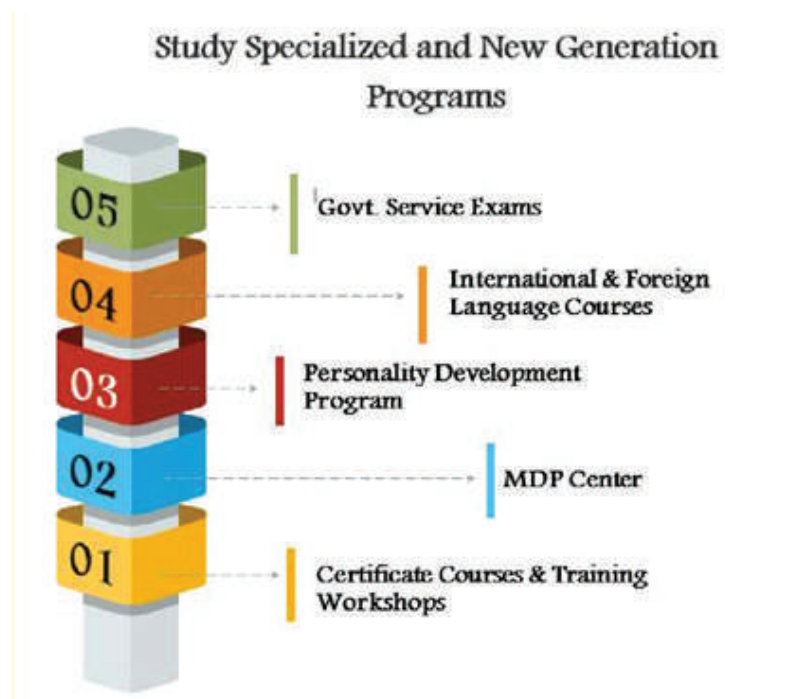 Study Specialized and New Generation
Programs
05
Govt. Service Exams
04
International & Foreign
Language Courses
03
Personality Development
Program
02
MDP Center
01
Certificate Courses & Training
Workshops